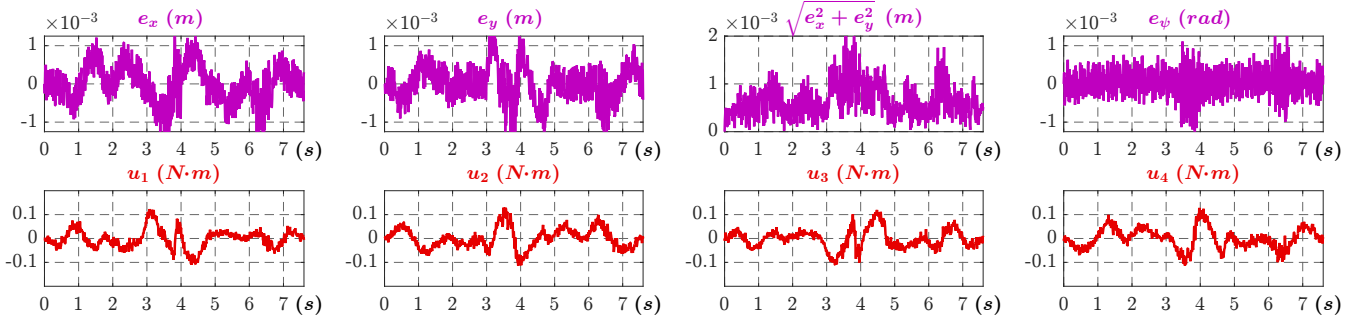 ×10⁻³ e_x (m)
1
0
-1
0 1 2 3 4 5 6 7 (s)
×10⁻³ e_y (m)
1
0
-1
0 1 2 3 4 5 6 7 (s)
×10⁻³ √(e_x² + e_y²) (m)
2
1
0
0 1 2 3 4 5 6 7 (s)
×10⁻³ e_ψ (rad)
1
0
-1
0 1 2 3 4 5 6 7 (s)
u₁ (N·m)
0.1
0
-0.1
0 1 2 3 4 5 6 7 (s)
u₂ (N·m)
0.1
0
-0.1
0 1 2 3 4 5 6 7 (s)
u₃ (N·m)
0.1
0
-0.1
0 1 2 3 4 5 6 7 (s)
u₄ (N·m)
0.1
0
-0.1
0 1 2 3 4 5 6 7 (s)